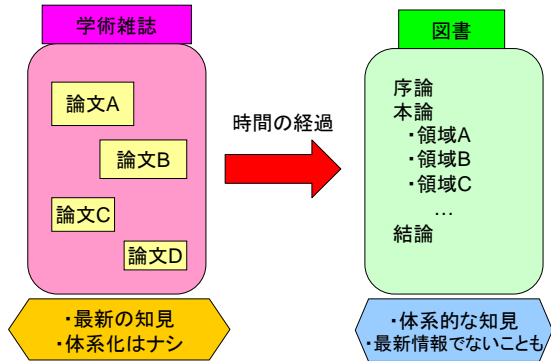 学術雑誌
論文A
論文B
論文C
論文D
・最新の知見
・体系化はナシ
時間の経過
図書
序論
本論
・領域A
・領域B
・領域C
…
結論
・体系的な知見
・最新情報でないことも